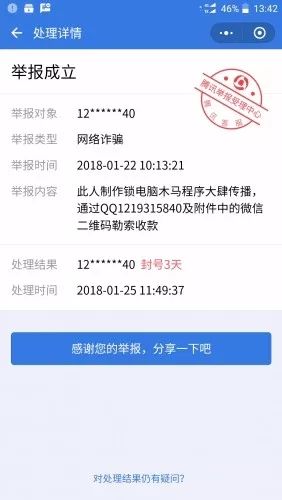 46% 13:42
处理详情
举报成立
腾讯举报受理中心
举报对象 12******40
举报类型 网络诈骗
举报时间 2018-01-22 10:13:21
举报内容 此人制作锁电脑木马程序大肆传播，
通过QQ1219315840及附件中的微信
二维码勒索收款
处理结果 12******40 封号3天
处理时间 2018-01-25 11:49:37
感谢您的举报，分享一下吧
对处理结果仍有疑问？